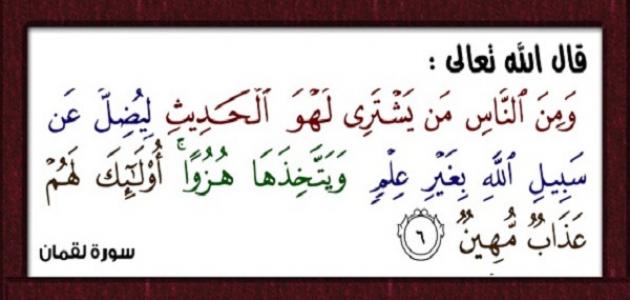 قال الله تعالى :
وَمِنَ ٱلنَّاسِ مَن يَشْتَرِى لَهْوَ ٱلْحَدِيثِ لِيُضِلَّ عَن
سَبِيلِ ٱللَّهِ بِغَيْرِ عِلْمٍ وَيَتَّخِذَهَا هُزُوًا ۚ أُو۟لَٰٓئِكَ لَهُمْ
عَذَابٌ مُّهِينٌ ٦
سورة لقمان